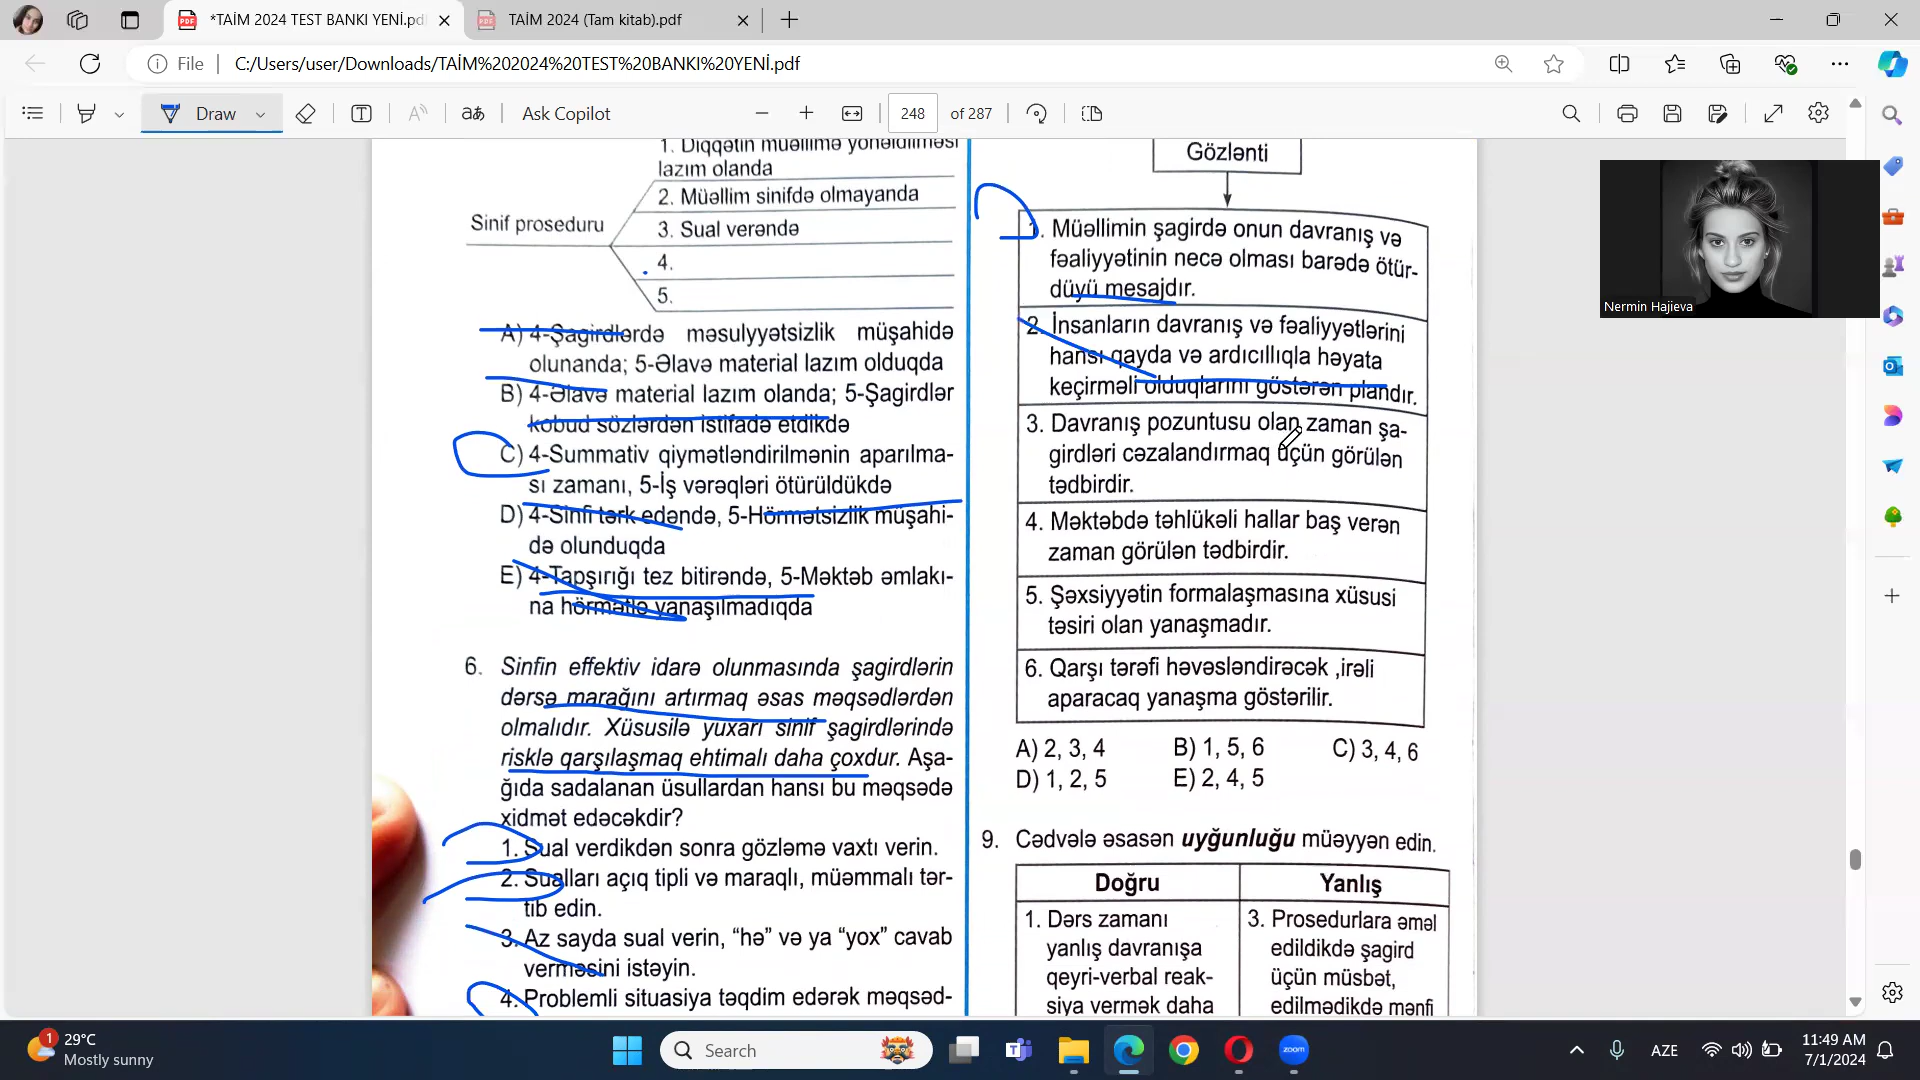 *TAİM 2024 TEST BANKI YENİ.pdf
TAİM 2024 (Tam kitab).pdf
File
C:/Users/user/Downloads/TAİM%202024%20TEST%20BANKI%20YENİ.pdf
Draw
Ask Copilot
248
of 287
Sinif proseduru
1. Diqqətin müəllimə yönəldilməsi
lazım olanda
2. Müəllim sinifdə olmayanda
3. Sual verəndə
4.
5.
A) 4-Şagirdlərdə məsulyyətsizlik müşahidə
olunanda; 5-Əlavə material lazım olduqda
B) 4-Əlavə material lazım olanda; 5-Şagirdlər
kobud sözlərdən istifadə etdikdə
C) 4-Summativ qiymətləndirilmənin aparılma-
sı zamanı, 5-İş vərəqləri ötürüldükdə
D) 4-Sinfi tərk edəndə, 5-Hörmətsizlik müşahi-
də olunduqda
E) 4-Tapşırığı tez bitirəndə, 5-Məktəb əmlakı-
na hörmətlə yanaşılmadıqda
6. Sinfin effektiv idarə olunmasında şagirdlərin
dərsə marağını artırmaq əsas məqsədlərdən
olmalıdır. Xüsusilə yuxarı sinif şagirdlərində
risklə qarşılaşmaq ehtimalı daha çoxdur. Aşa-
ğıda sadalanan üsullardan hansı bu məqsədə
xidmət edəcəkdir?
1. Sual verdikdən sonra gözləmə vaxtı verin.
2. Sualları açıq tipli və maraqlı, müəmmalı tər-
tib edin.
3. Az sayda sual verin, “hə” və ya “yox” cavab
verməsini istəyin.
4. Problemli situasiya təqdim edərək məqsəd-
Gözlənti
1. Müəllimin şagirdə onun davranış və
fəaliyyətinin necə olması barədə ötür-
düyü mesajdır.
2. İnsanların davranış və fəaliyyətlərini
hansı qayda və ardıcıllıqla həyata
keçirməli olduqlarını göstərən plandır.
3. Davranış pozuntusu olan zaman şa-
girdləri cəzalandırmaq üçün görülən
tədbirdir.
4. Məktəbdə təhlükəli hallar baş verən
zaman görülən tədbirdir.
5. Şəxsiyyətin formalaşmasına xüsusi
təsiri olan yanaşmadır.
6. Qarşı tərəfi həvəsləndirəcək ,irəli
aparacaq yanaşma göstərilir.
A) 2, 3, 4 B) 1, 5, 6 C) 3, 4, 6
D) 1, 2, 5 E) 2, 4, 5
9. Cədvələ əsasən uyğunluğu müəyyən edin.
Doğru Yanlış
1. Dərs zamanı
yanlış davranışa
qeyri-verbal reak-
siya vermək daha
3. Prosedurlara əməl
edildikdə şagird
üçün müsbət,
edilmədikdə mənfi
Nermin Hajieva
1
29°C
Mostly sunny
Search
zoom
AZE
11:49 AM
7/1/2024